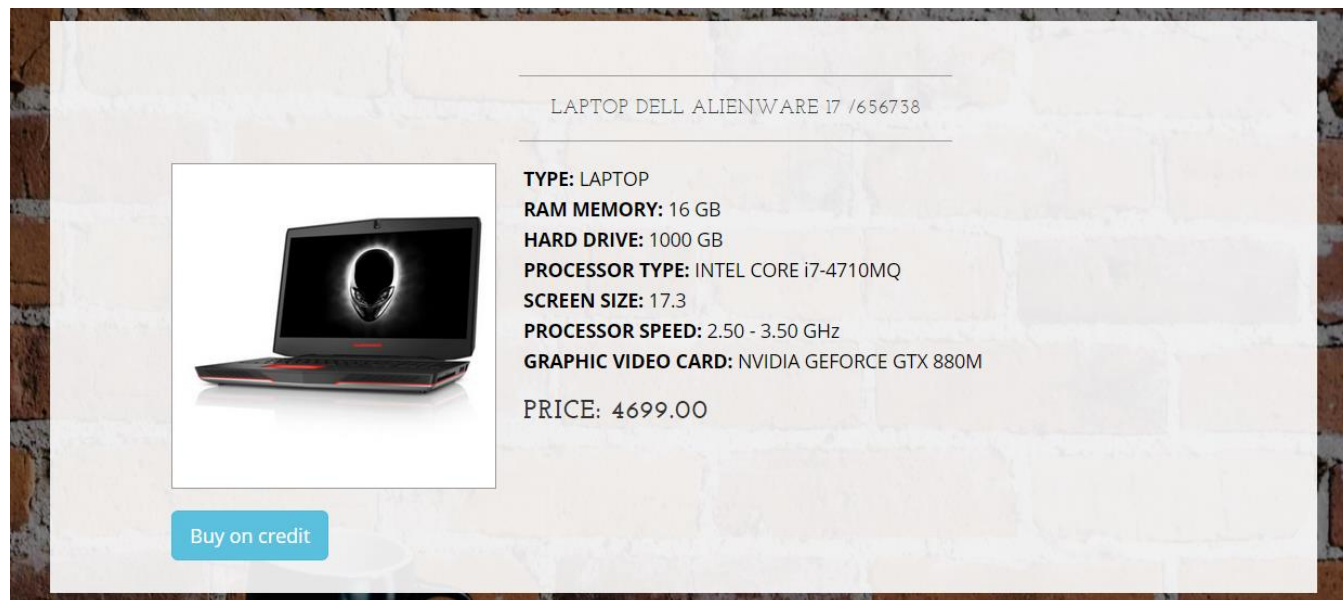 LAPTOP DELL ALIENWARE 17 /656738
TYPE: LAPTOP
RAM MEMORY: 16 GB
HARD DRIVE: 1000 GB
PROCESSOR TYPE: INTEL CORE i7-4710MQ
SCREEN SIZE: 17.3
PROCESSOR SPEED: 2.50 - 3.50 GHz
GRAPHIC VIDEO CARD: NVIDIA GEFORCE GTX 880M
PRICE: 4699.00
Buy on credit